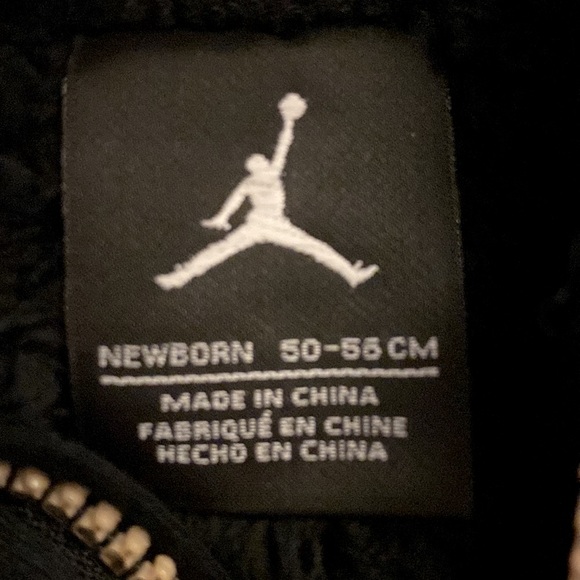 NEWBORN 50-56 CM
MADE IN CHINA
FABRIQUÉ EN CHINE
HECHO EN CHINA